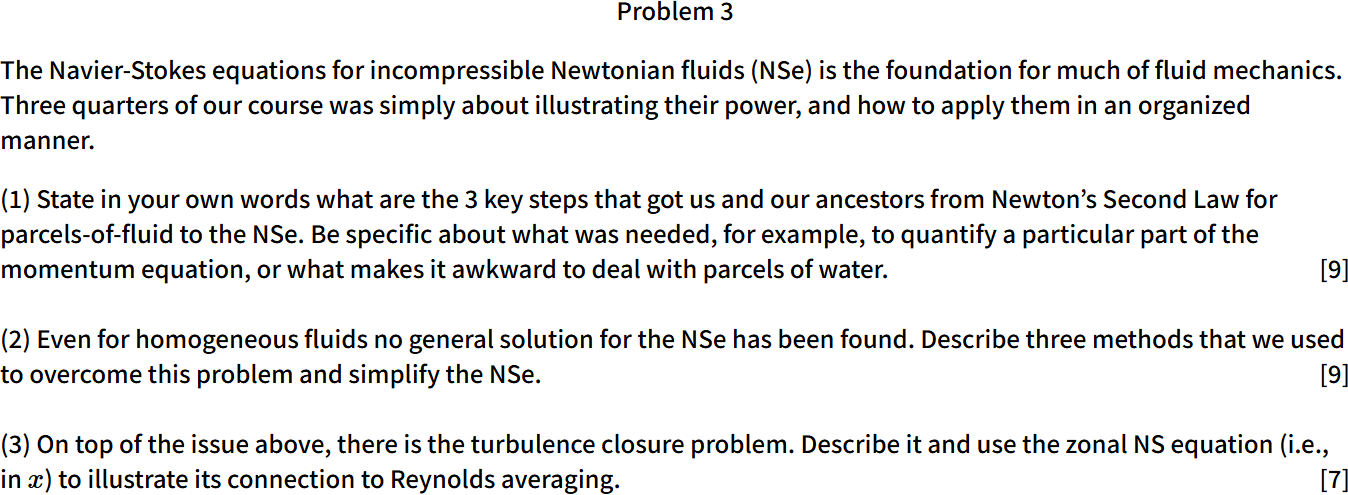 Problem 3
The Navier-Stokes equations for incompressible Newtonian fluids (NSe) is the foundation for much of fluid mechanics.
Three quarters of our course was simply about illustrating their power, and how to apply them in an organized
manner.
(1) State in your own words what are the 3 key steps that got us and our ancestors from Newton’s Second Law for
parcels-of-fluid to the NSe. Be specific about what was needed, for example, to quantify a particular part of the
momentum equation, or what makes it awkward to deal with parcels of water. [9]
(2) Even for homogeneous fluids no general solution for the NSe has been found. Describe three methods that we used
to overcome this problem and simplify the NSe. [9]
(3) On top of the issue above, there is the turbulence closure problem. Describe it and use the zonal NS equation (i.e.,
in x) to illustrate its connection to Reynolds averaging. [7]